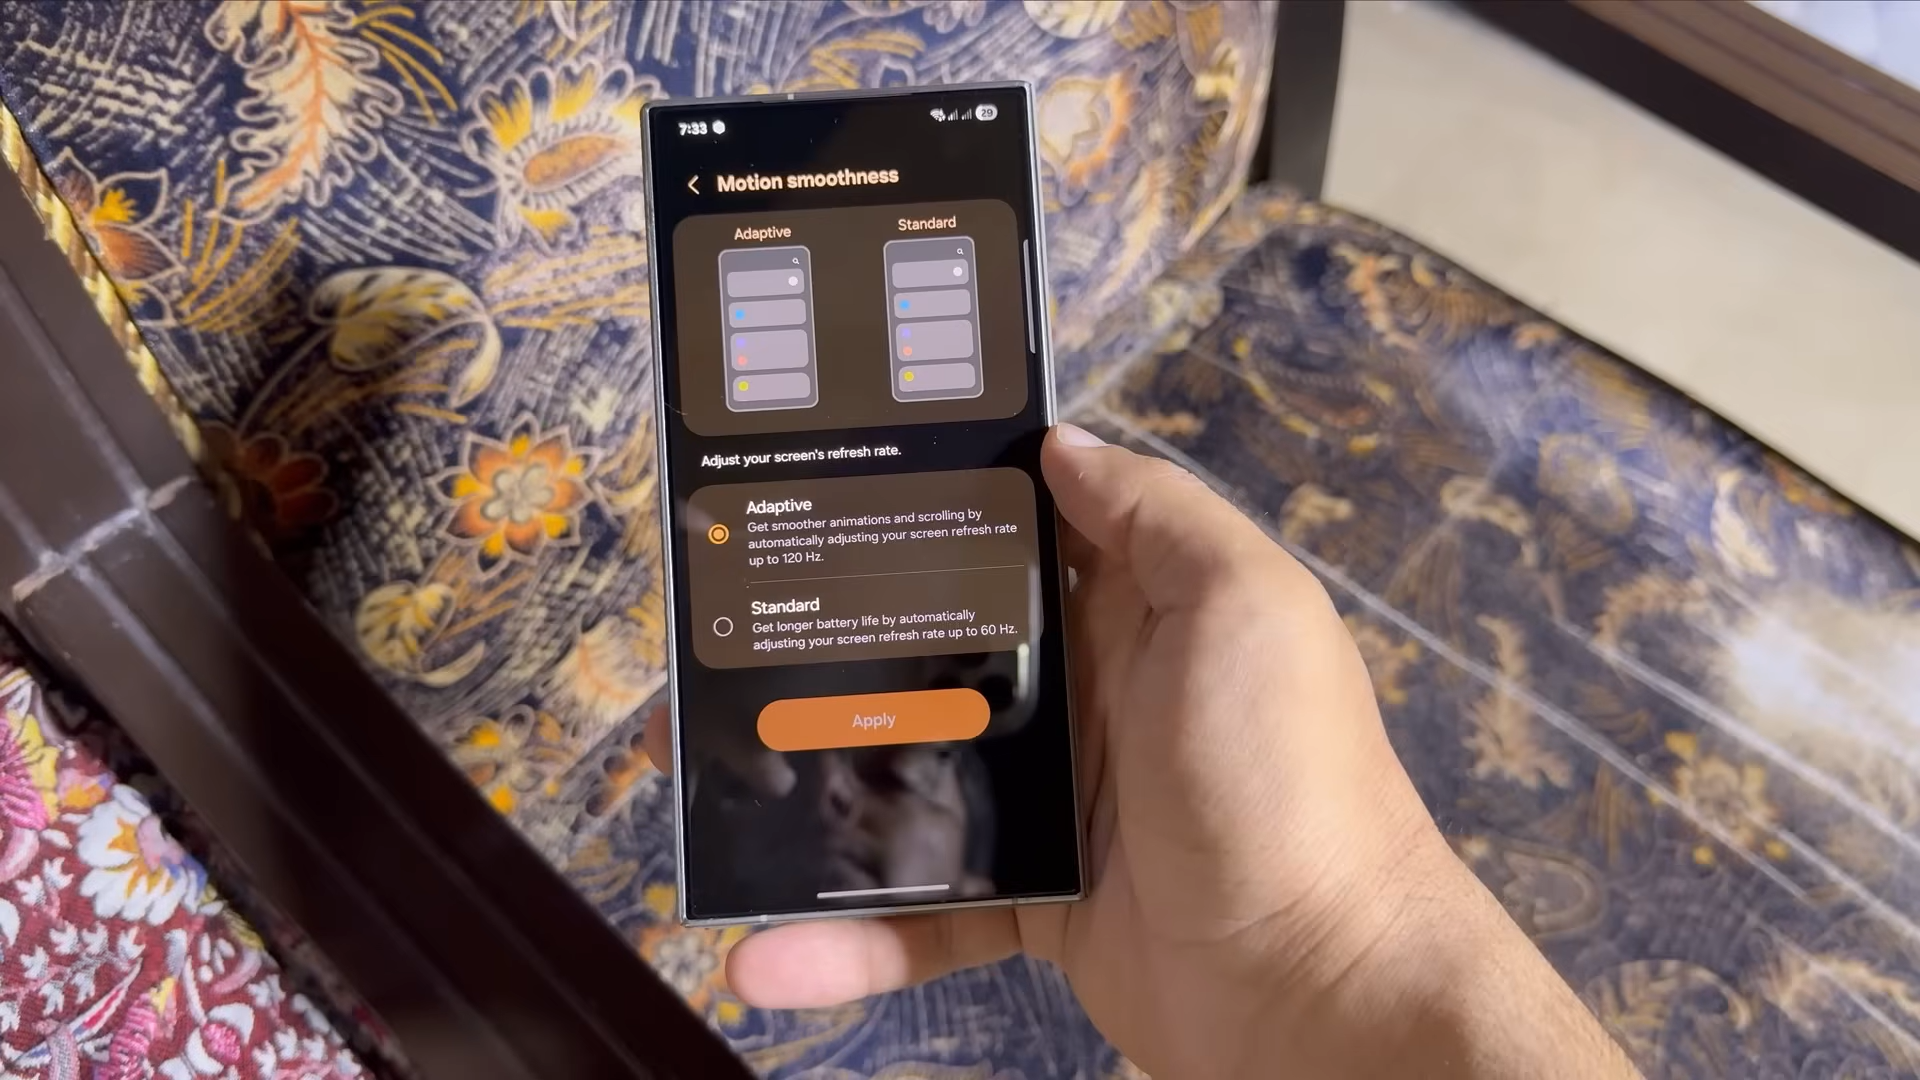 7:33
29
Motion smoothness
Adaptive
Standard
Adjust your screen's refresh rate.
Adaptive
Get smoother animations and scrolling by
automatically adjusting your screen refresh rate
up to 120 Hz.
Standard
Get longer battery life by automatically
adjusting your screen refresh rate up to 60 Hz.
Apply